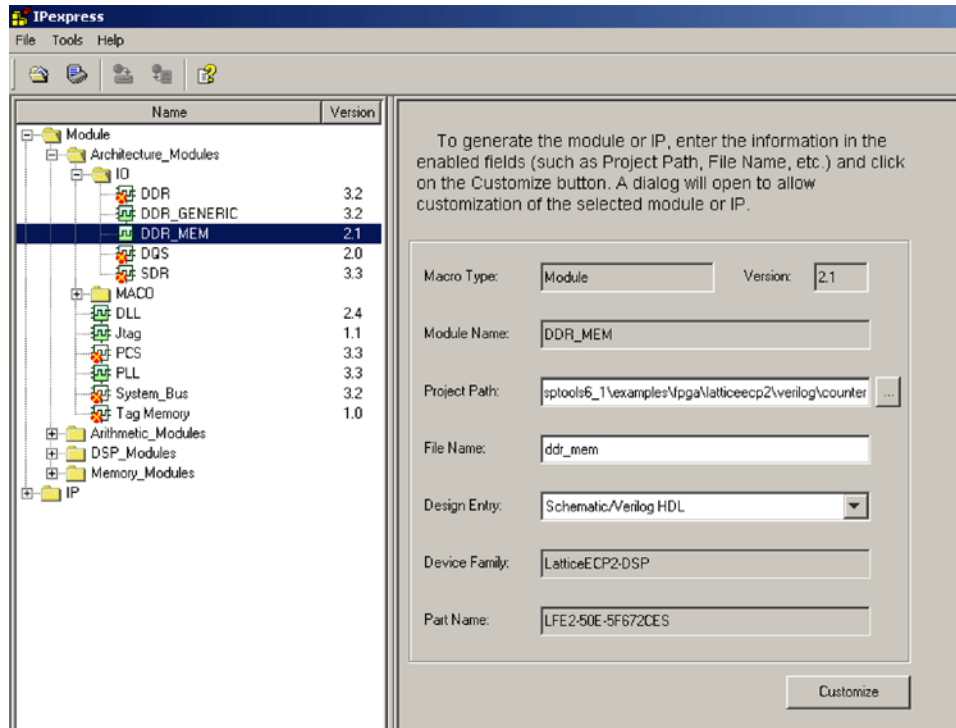 IPexpress
File Tools Help
Name Version
Module
Architecture_Modules
IO
DDR 3.2
DDR_GENERIC 3.2
DDR_MEM 2.1
DQS 2.0
SDR 3.3
MACO
DLL 2.4
Jtag 1.1
PCS 3.3
PLL 3.3
System_Bus 3.2
Tag Memory 1.0
Arithmetic_Modules
DSP_Modules
Memory_Modules
IP
To generate the module or IP, enter the information in the
enabled fields (such as Project Path, File Name, etc.) and click
on the Customize button. A dialog will open to allow
customization of the selected module or IP.
Macro Type: Module Version: 2.1
Module Name: DDR_MEM
Project Path: sptools6_1\examples\fpga\latticeecp2\verilog\counter ...
File Name: ddr_mem
Design Entry: Schematic/Verilog HDL
Device Family: LatticeECP2-DSP
Part Name: LFE2-50E-5F672CES
Customize